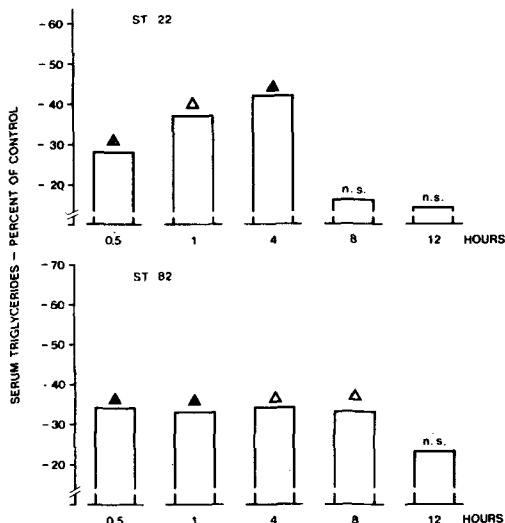 ST 22
- 60
- 50
- 40
- 30
- 20
n.s.
n.s.
0.5 1 4 8 12 HOURS
SERUM TRIGLYCERIDES – PERCENT OF CONTROL
ST 82
- 70
- 60
- 50
- 40
- 30
- 20
n.s.
0.5 1 4 8 12 HOURS